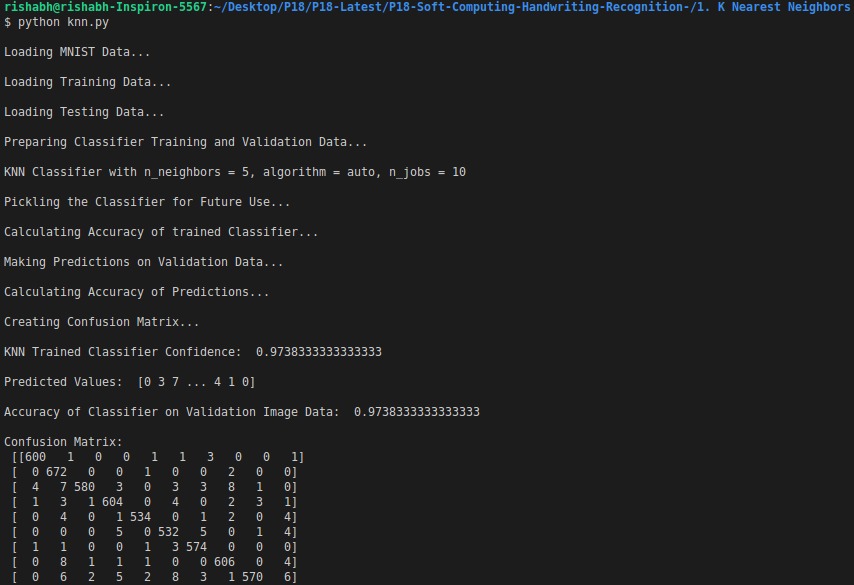 rishabh@rishabh-Inspiron-5567:~/Desktop/P18/P18-Latest/P18-Soft-Computing-Handwriting-Recognition-/1. K Nearest Neighbors
$ python knn.py
Loading MNIST Data...
Loading Training Data...
Loading Testing Data...
Preparing Classifier Training and Validation Data...
KNN Classifier with n_neighbors = 5, algorithm = auto, n_jobs = 10
Pickling the Classifier for Future Use...
Calculating Accuracy of trained Classifier...
Making Predictions on Validation Data...
Calculating Accuracy of Predictions...
Creating Confusion Matrix...
KNN Trained Classifier Confidence:  0.9738333333333333
Predicted Values:  [0 3 7 ... 4 1 0]
Accuracy of Classifier on Validation Image Data:  0.9738333333333333
Confusion Matrix:
 [[600   1   0   0   1   1   3   0   0   1]
 [  0 672   0   0   1   0   0   2   0   0]
 [  4   7 580   3   0   3   3   8   1   0]
 [  1   3   1 604   0   4   0   2   3   1]
 [  0   4   0   1 534   0   1   2   0   4]
 [  0   0   0   5   0 532   5   0   1   4]
 [  1   1   0   0   1   3 574   0   0   0]
 [  0   8   1   1   1   0   0 606   0   4]
 [  0   6   2   5   2   8   3   1 570   6]